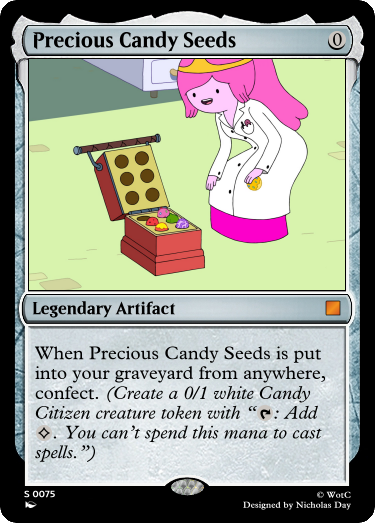 Precious Candy Seeds 0
Legendary Artifact
When Precious Candy Seeds is put
into your graveyard from anywhere,
confect. (Create a 0/1 white Candy
Citizen creature token with “: Add
. You can’t spend this mana to cast
spells.”)
S 0075 © WotC
Designed by Nicholas Day